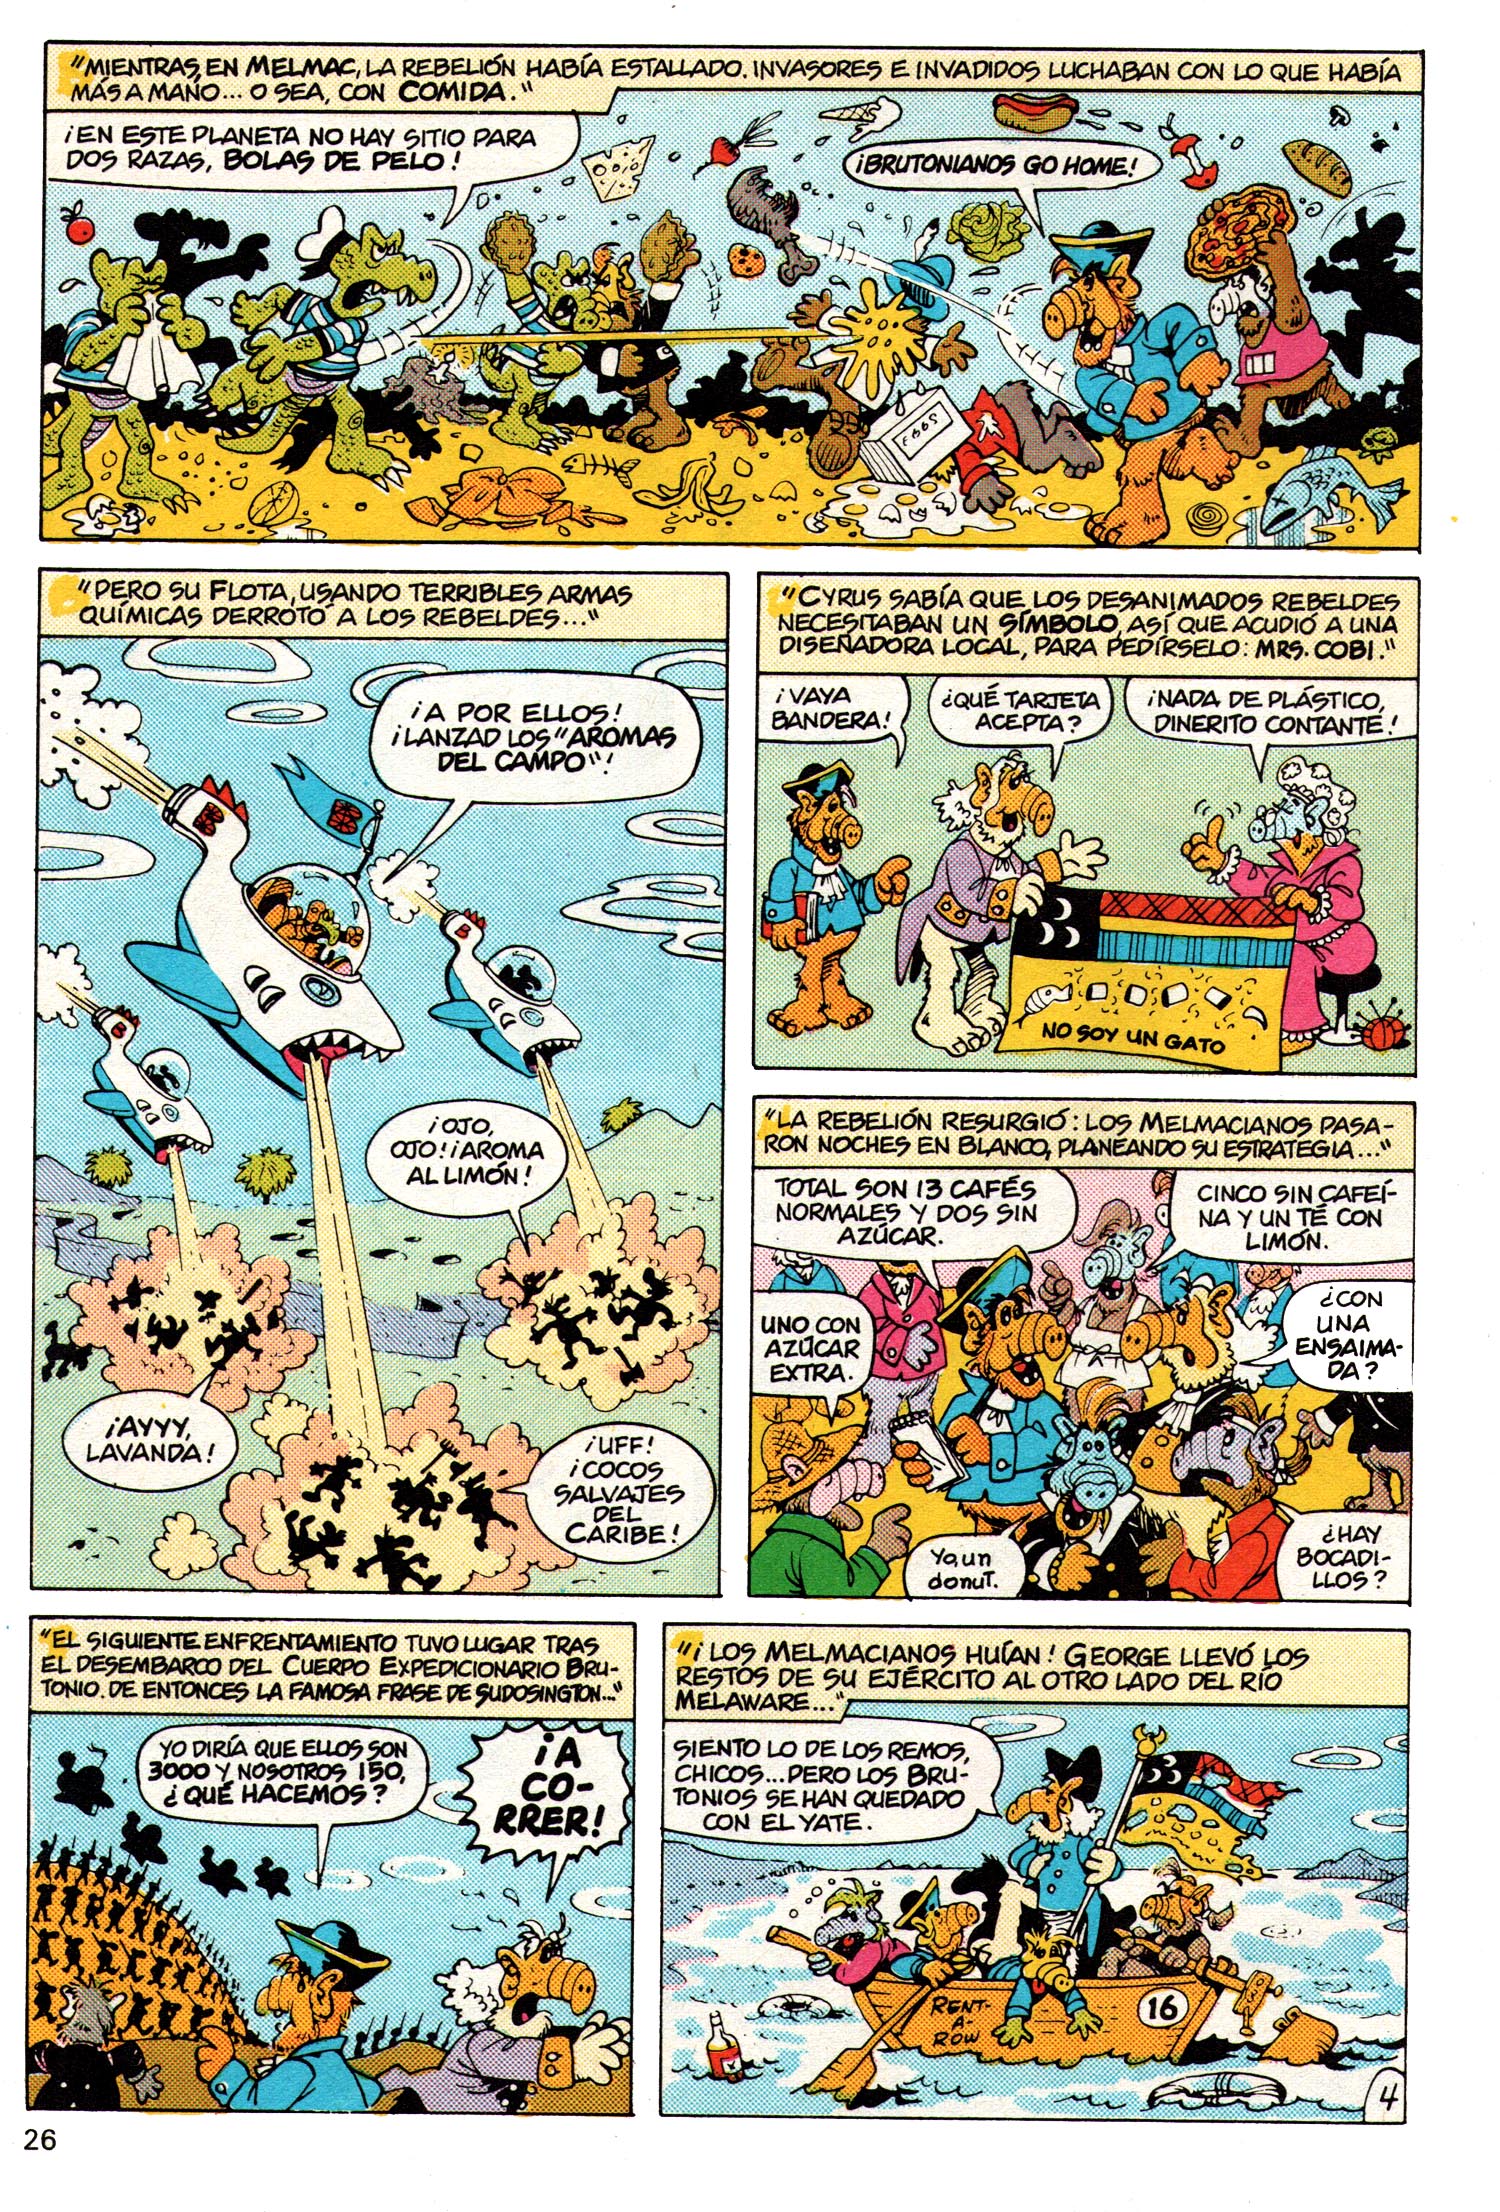 "MIENTRAS, EN MELMAC, LA REBELIÓN HABÍA ESTALLADO. INVASORES E INVADIDOS LUCHABAN CON LO QUE HABÍA
MÁS A MANO... O SEA, CON COMIDA."
¡EN ESTE PLANETA NO HAY SITIO PARA
DOS RAZAS, BOLAS DE PELO!
¡BRUTONIANOS GO HOME!
EGGS
"PERO SU FLOTA, USANDO TERRIBLES ARMAS
QUÍMICAS DERROTÓ A LOS REBELDES..."
¡A POR ELLOS!
¡LANZAD LOS "AROMAS
DEL CAMPO"!
¡OJO,
OJO! ¡AROMA
AL LIMÓN!
¡AYYY,
LAVANDA!
¡UFF!
¡COCOS
SALVAJES
DEL
CARIBE!
"CYRUS SABÍA QUE LOS DESANIMADOS REBELDES
NECESITABAN UN SÍMBOLO, ASÍ QUE ACUDIÓ A UNA
DISEÑADORA LOCAL, PARA PEDÍRSELO: MRS. COBI."
¡VAYA
BANDERA!
¿QUÉ TARJETA
ACEPTA?
¡NADA DE PLÁSTICO,
DINERITO CONTANTE!
NO SOY UN GATO
"LA REBELIÓN RESURGIÓ: LOS MELMACIANOS PASA-
RON NOCHES EN BLANCO, PLANEANDO SU ESTRATEGIA..."
TOTAL SON 13 CAFÉS
NORMALES Y DOS SIN
AZÚCAR.
CINCO SIN CAFEÍ-
NA Y UN TÉ CON
LIMÓN.
UNO CON
AZÚCAR
EXTRA.
¿CON
UNA
ENSAIMA-
DA?
Yo, un
donut.
¿HAY
BOCADI-
LLOS?
"EL SIGUIENTE ENFRENTAMIENTO TUVO LUGAR TRAS
EL DESEMBARCO DEL CUERPO EXPEDICIONARIO BRU-
TONIO. DE ENTONCES LA FAMOSA FRASE DE SUDOSINGTON..."
YO DIRÍA QUE ELLOS SON
3000 Y NOSOTROS 150,
¿QUÉ HACEMOS?
¡A
CO-
RRER!
"¡LOS MELMACIANOS HUÍAN! GEORGE LLEVÓ LOS
RESTOS DE SU EJÉRCITO AL OTRO LADO DEL RÍO
MELAWARE..."
SIENTO LO DE LOS REMOS,
CHICOS... PERO LOS BRU-
TONIOS SE HAN QUEDADO
CON EL YATE.
RENT-
A-
ROW
16
4
26